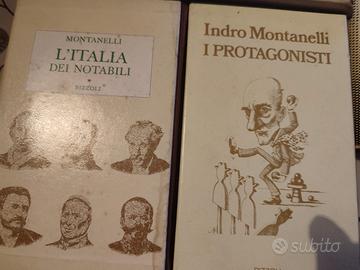 MONTANELLI
L'ITALIA
DEI NOTABILI
RIZZOLI
Indro Montanelli
I PROTAGONISTI
subito